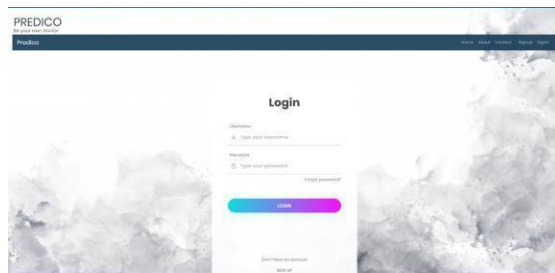 PREDICO
Be your own doctor
Predico
Home About Contact Signup Signin
Login
Username
Type your username
Password
Type your password
Forgot password?
LOGIN
Don't have an Account
SIGN UP